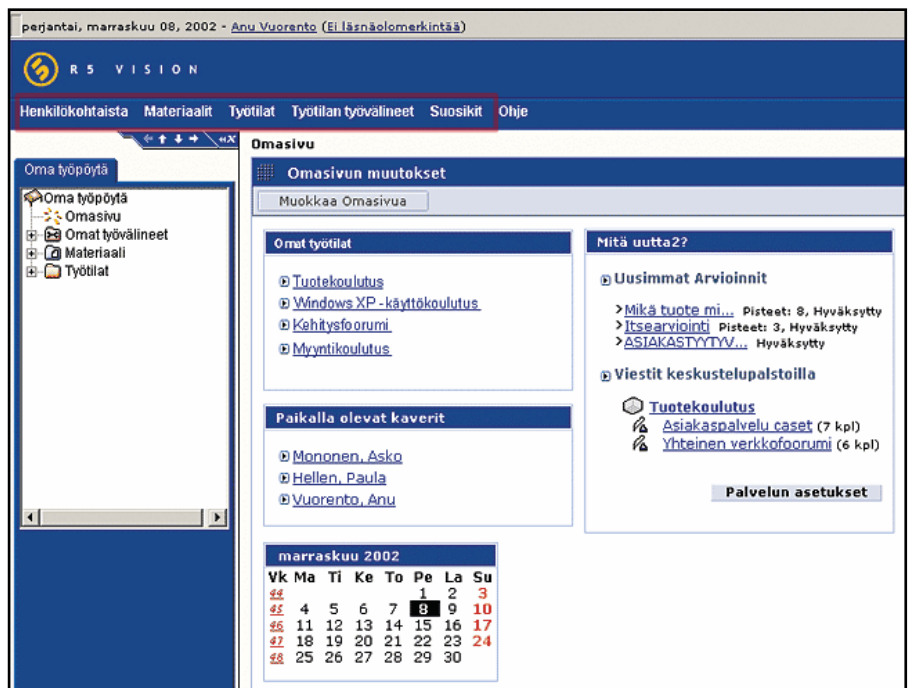 perjantai, marraskuu 08, 2002 - Anu Vuorento (Ei läsnäolomerkintää)
R5 VISION
Henkilökohtaista Materiaalit Työtilat Työtilan työvälineet Suosikit Ohje
Oma työpöytä
Oma työpöytä
Omasivu
Omat työvälineet
Materiaali
Työtilat
Omasivu
Omasivun muutokset
Muokkaa Omasivua
Omat työtilat
Tuotekoulutus
Windows XP -käyttökoulutus
Kehitysfoorumi
Myyntikoulutus
Paikalla olevat kaverit
Mononen, Asko
Hellen, Paula
Vuorento, Anu
marraskuu 2002
Vk Ma Ti Ke To Pe La Su
44 1 2 3
45 4 5 6 7 8 9 10
46 11 12 13 14 15 16 17
47 18 19 20 21 22 23 24
48 25 26 27 28 29 30
Mitä uutta2?
Uusimmat Arvioinnit
>Mikä tuote mi... Pisteet: 8, Hyväksytty
>Itsearviointi Pisteet: 3, Hyväksytty
>ASIAKASTYYTYV... Hyväksytty
Viestit keskustelupalstoilla
Tuotekoulutus
Asiakaspalvelu caset (7 kpl)
Yhteinen verkkofoorumi (6 kpl)
Palvelun asetukset